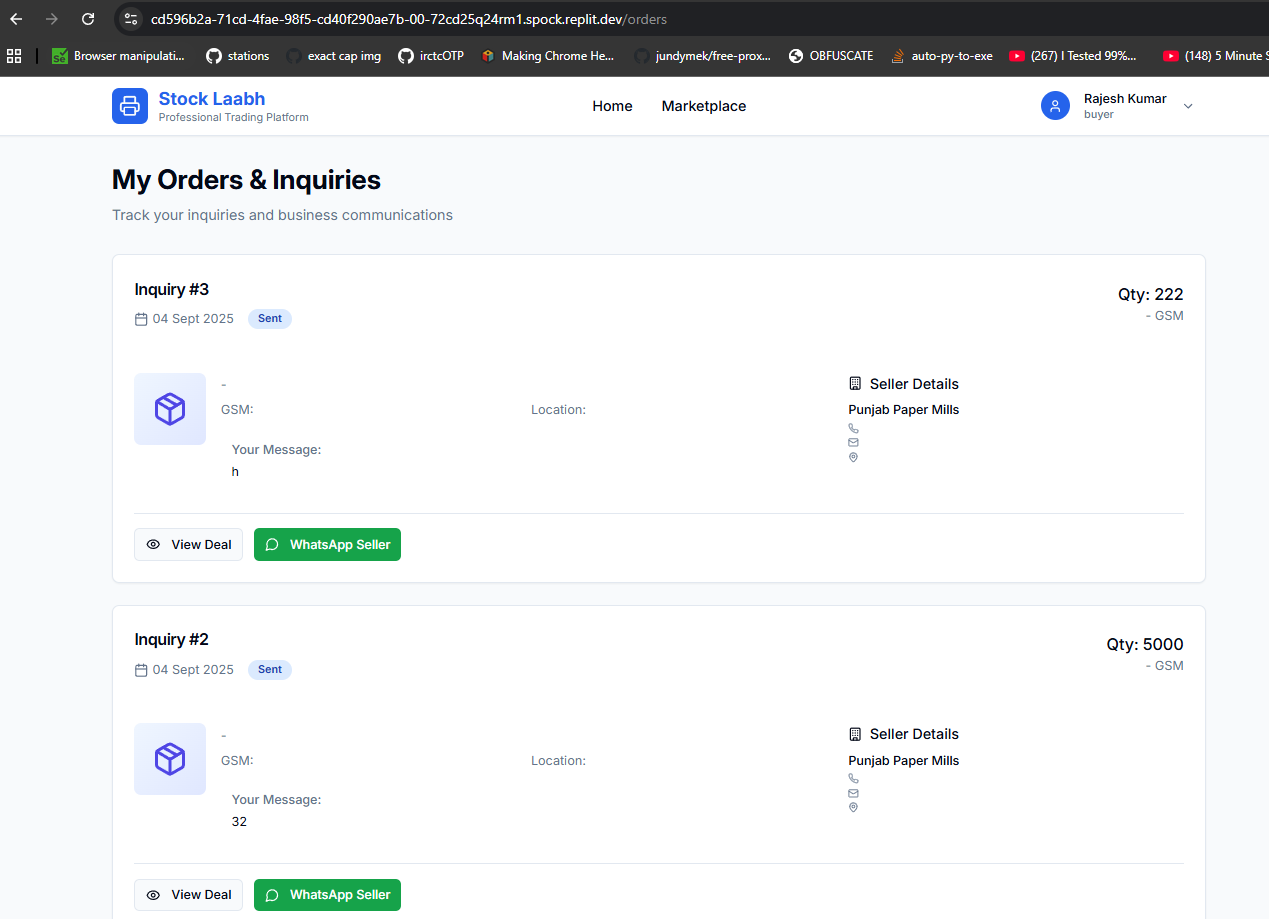 cd596b2a-71cd-4fae-98f5-cd40f290ae7b-00-72cd25q24rm1.spock.replit.dev/orders
Se Browser manipulati... stations exact cap img irctcOTP Making Chrome He... jundymek/free-prox... OBFUSCATE auto-py-to-exe (267) I Tested 99%... (148) 5 Minute S
Stock Laabh
Professional Trading Platform
Home Marketplace
Rajesh Kumar
buyer
My Orders & Inquiries
Track your inquiries and business communications
Inquiry #3
Qty: 222
04 Sept 2025 Sent
- GSM
-
Seller Details
GSM: Location: Punjab Paper Mills
Your Message:
h
View Deal WhatsApp Seller
Inquiry #2
Qty: 5000
04 Sept 2025 Sent
- GSM
-
Seller Details
GSM: Location: Punjab Paper Mills
Your Message:
32
View Deal WhatsApp Seller